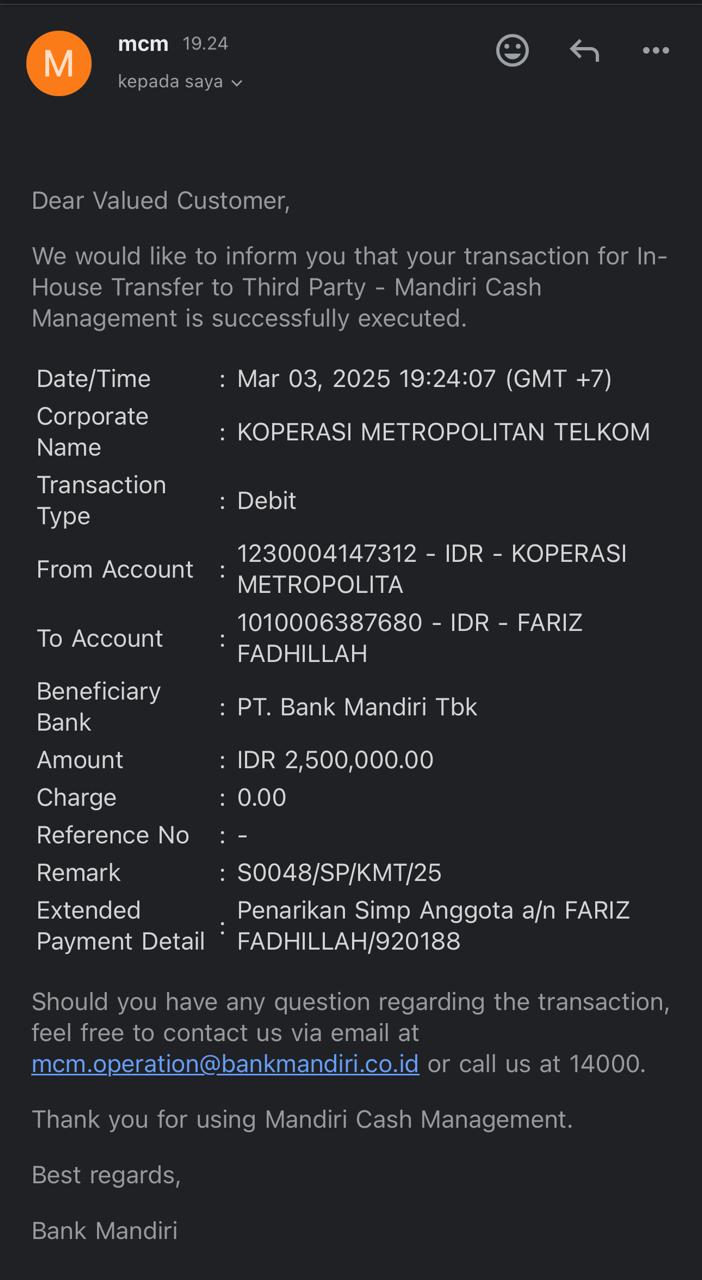 M
mcm 19.24
kepada saya
Dear Valued Customer,
We would like to inform you that your transaction for In-
House Transfer to Third Party - Mandiri Cash
Management is successfully executed.
Date/Time : Mar 03, 2025 19:24:07 (GMT +7)
Corporate
Name : KOPERASI METROPOLITAN TELKOM
Transaction
Type : Debit
From Account : 1230004147312 - IDR - KOPERASI
METROPOLITA
To Account : 1010006387680 - IDR - FARIZ
FADHILLAH
Beneficiary
Bank : PT. Bank Mandiri Tbk
Amount : IDR 2,500,000.00
Charge : 0.00
Reference No : -
Remark : S0048/SP/KMT/25
Extended : Penarikan Simp Anggota a/n FARIZ
Payment Detail FADHILLAH/920188
Should you have any question regarding the transaction,
feel free to contact us via email at
mcm.operation@bankmandiri.co.id or call us at 14000.
Thank you for using Mandiri Cash Management.
Best regards,
Bank Mandiri